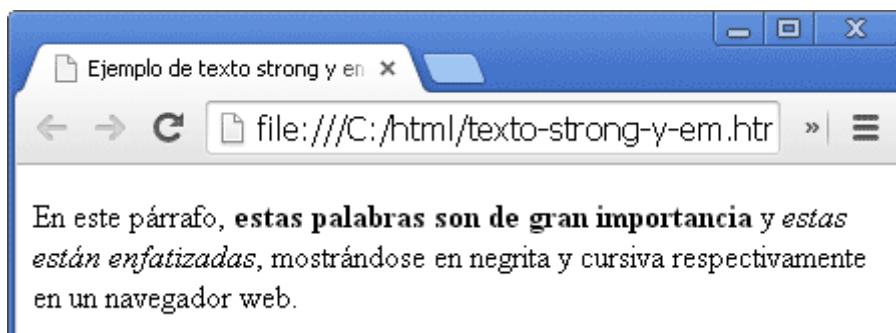 Ejemplo de texto strong y en
file:///C:/html/texto-strong-y-em.htr
»
En este párrafo, estas palabras son de gran importancia y estas
están enfatizadas, mostrándose en negrita y cursiva respectivamente
en un navegador web.